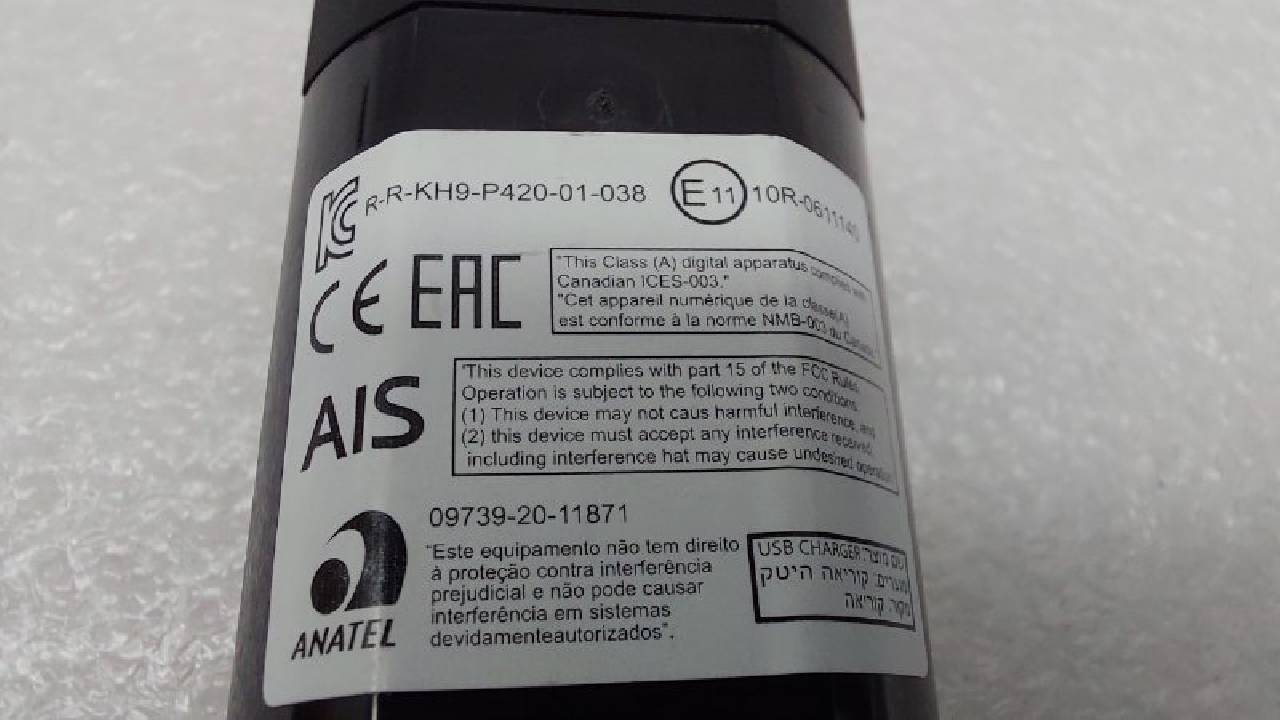 R-R-KH9-P420-01-038
E 11 10R-0611140
CE EAC
"This Class (A) digital apparatus complies with
Canadian ICES-003."
"Cet appareil numérique de la classe(A)
est conforme à la norme NMB-003 du Canada."
AIS
"This device complies with part 15 of the FCC Rules.
Operation is subject to the following two conditions
(1) This device may not caus harmful interference, and
(2) this device must accept any interference received,
including interference hat may cause undesired operation
09739-20-11871
"Este equipamento não tem direito
à proteção contra interferência
prejudicial e não pode causar
interferência em sistemas
devidamenteautorizados".
ANATEL
שם מוצר: USB CHARGER
קוריאה היטק
קוריאה